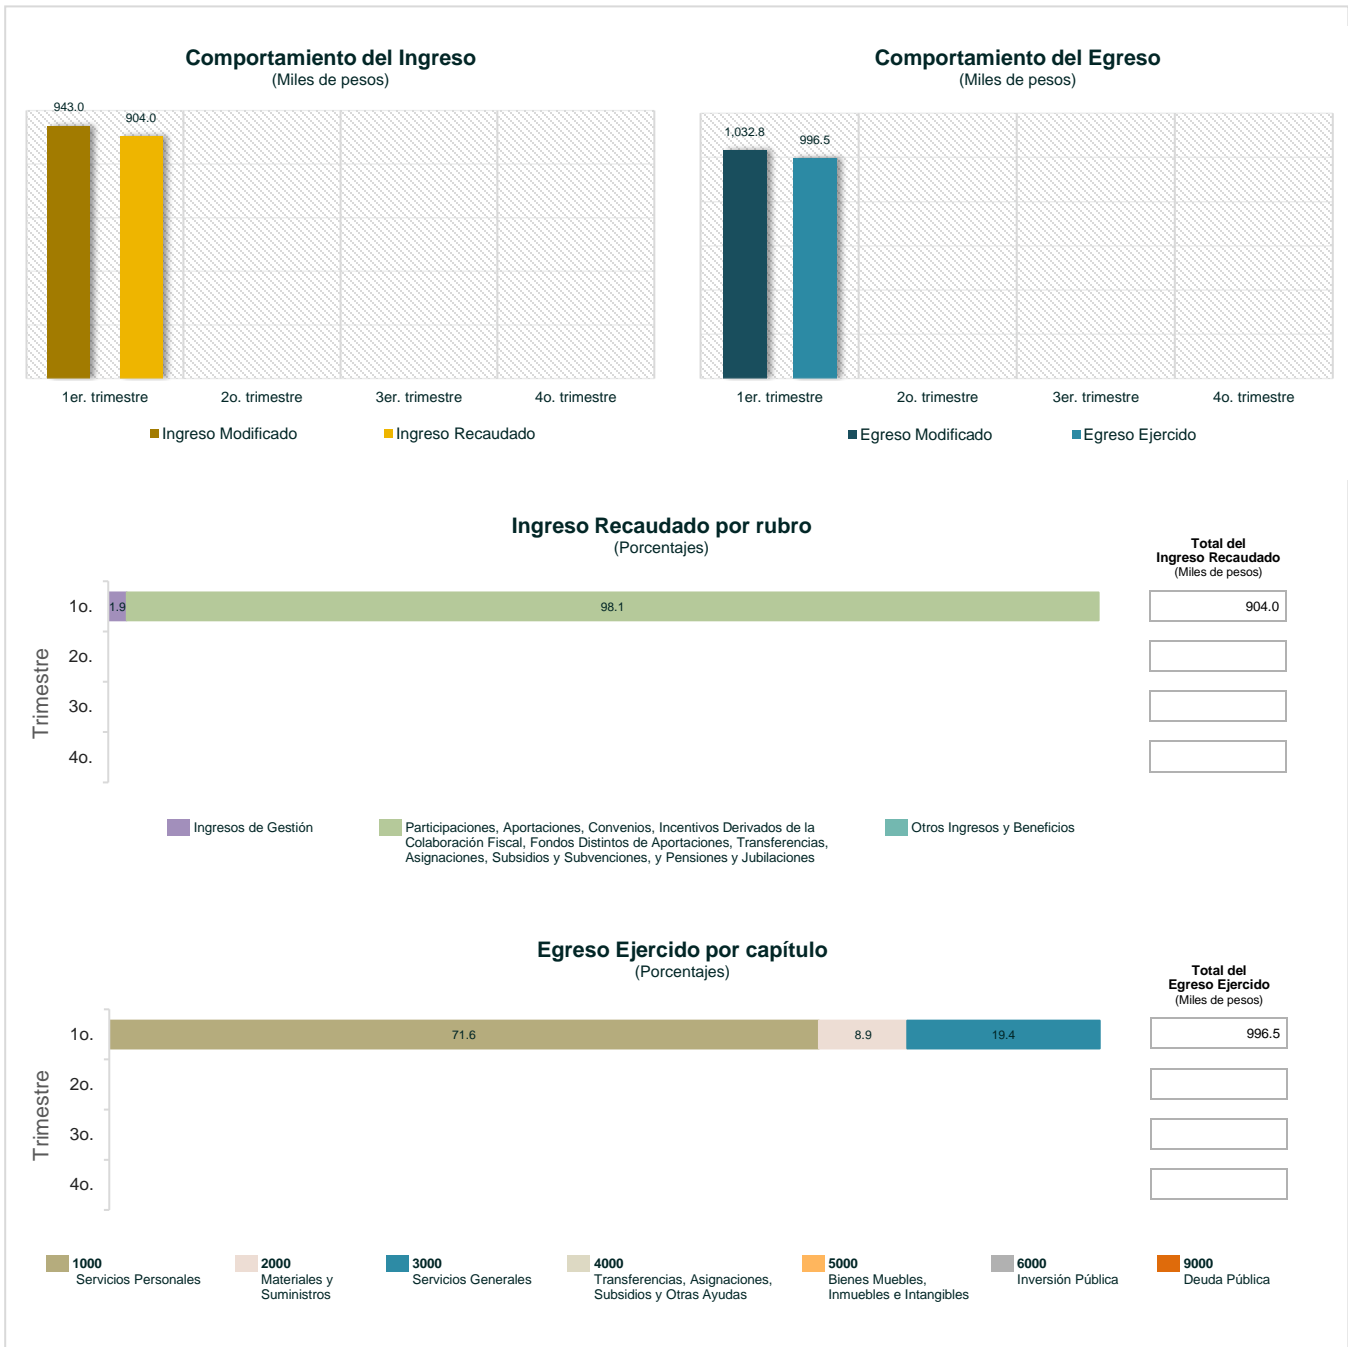 Comportamiento del Ingreso
(Miles de pesos)
943.0
904.0
1er. trimestre
2o. trimestre
3er. trimestre
4o. trimestre
Ingreso Modificado
Ingreso Recaudado
Comportamiento del Egreso
(Miles de pesos)
1,032.8
996.5
1er. trimestre
2o. trimestre
3er. trimestre
4o. trimestre
Egreso Modificado
Egreso Ejercido
Ingreso Recaudado por rubro
(Porcentajes)
Total del
Ingreso Recaudado
(Miles de pesos)
Trimestre
1o.
1.9
98.1
904.0
2o.
3o.
4o.
Ingresos de Gestión
Participaciones, Aportaciones, Convenios, Incentivos Derivados de la
Colaboración Fiscal, Fondos Distintos de Aportaciones, Transferencias,
Asignaciones, Subsidios y Subvenciones, y Pensiones y Jubilaciones
Otros Ingresos y Beneficios
Egreso Ejercido por capítulo
(Porcentajes)
Total del
Egreso Ejercido
(Miles de pesos)
Trimestre
1o.
71.6
8.9
19.4
996.5
2o.
3o.
4o.
1000
Servicios Personales
2000
Materiales y
Suministros
3000
Servicios Generales
4000
Transferencias, Asignaciones,
Subsidios y Otras Ayudas
5000
Bienes Muebles,
Inmuebles e Intangibles
6000
Inversión Pública
9000
Deuda Pública